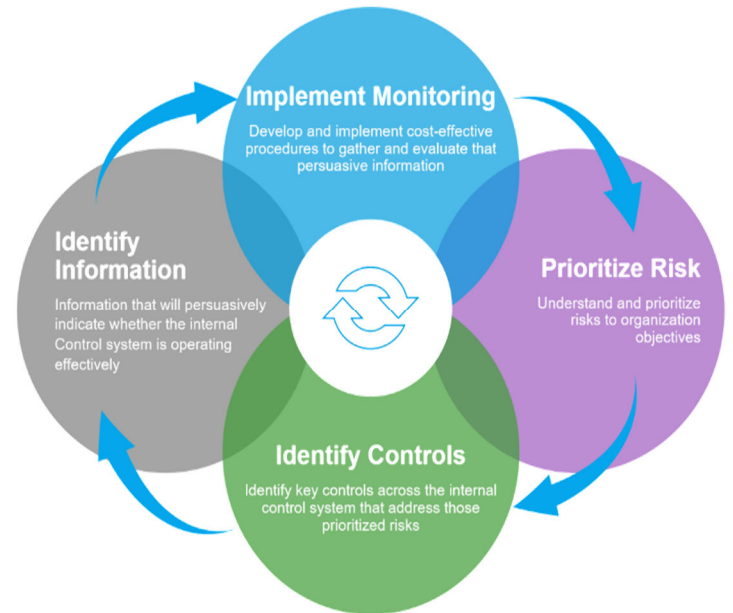 Implement Monitoring
Develop and implement cost-effective
procedures to gather and evaluate that
persuasive information
Identify
Information
Information that will persuasively
indicate whether the internal
Control system is operating
effectively
Prioritize Risk
Understand and prioritize
risks to organization
objectives
Identify Controls
Identify key controls across the internal
control system that address those
prioritized risks